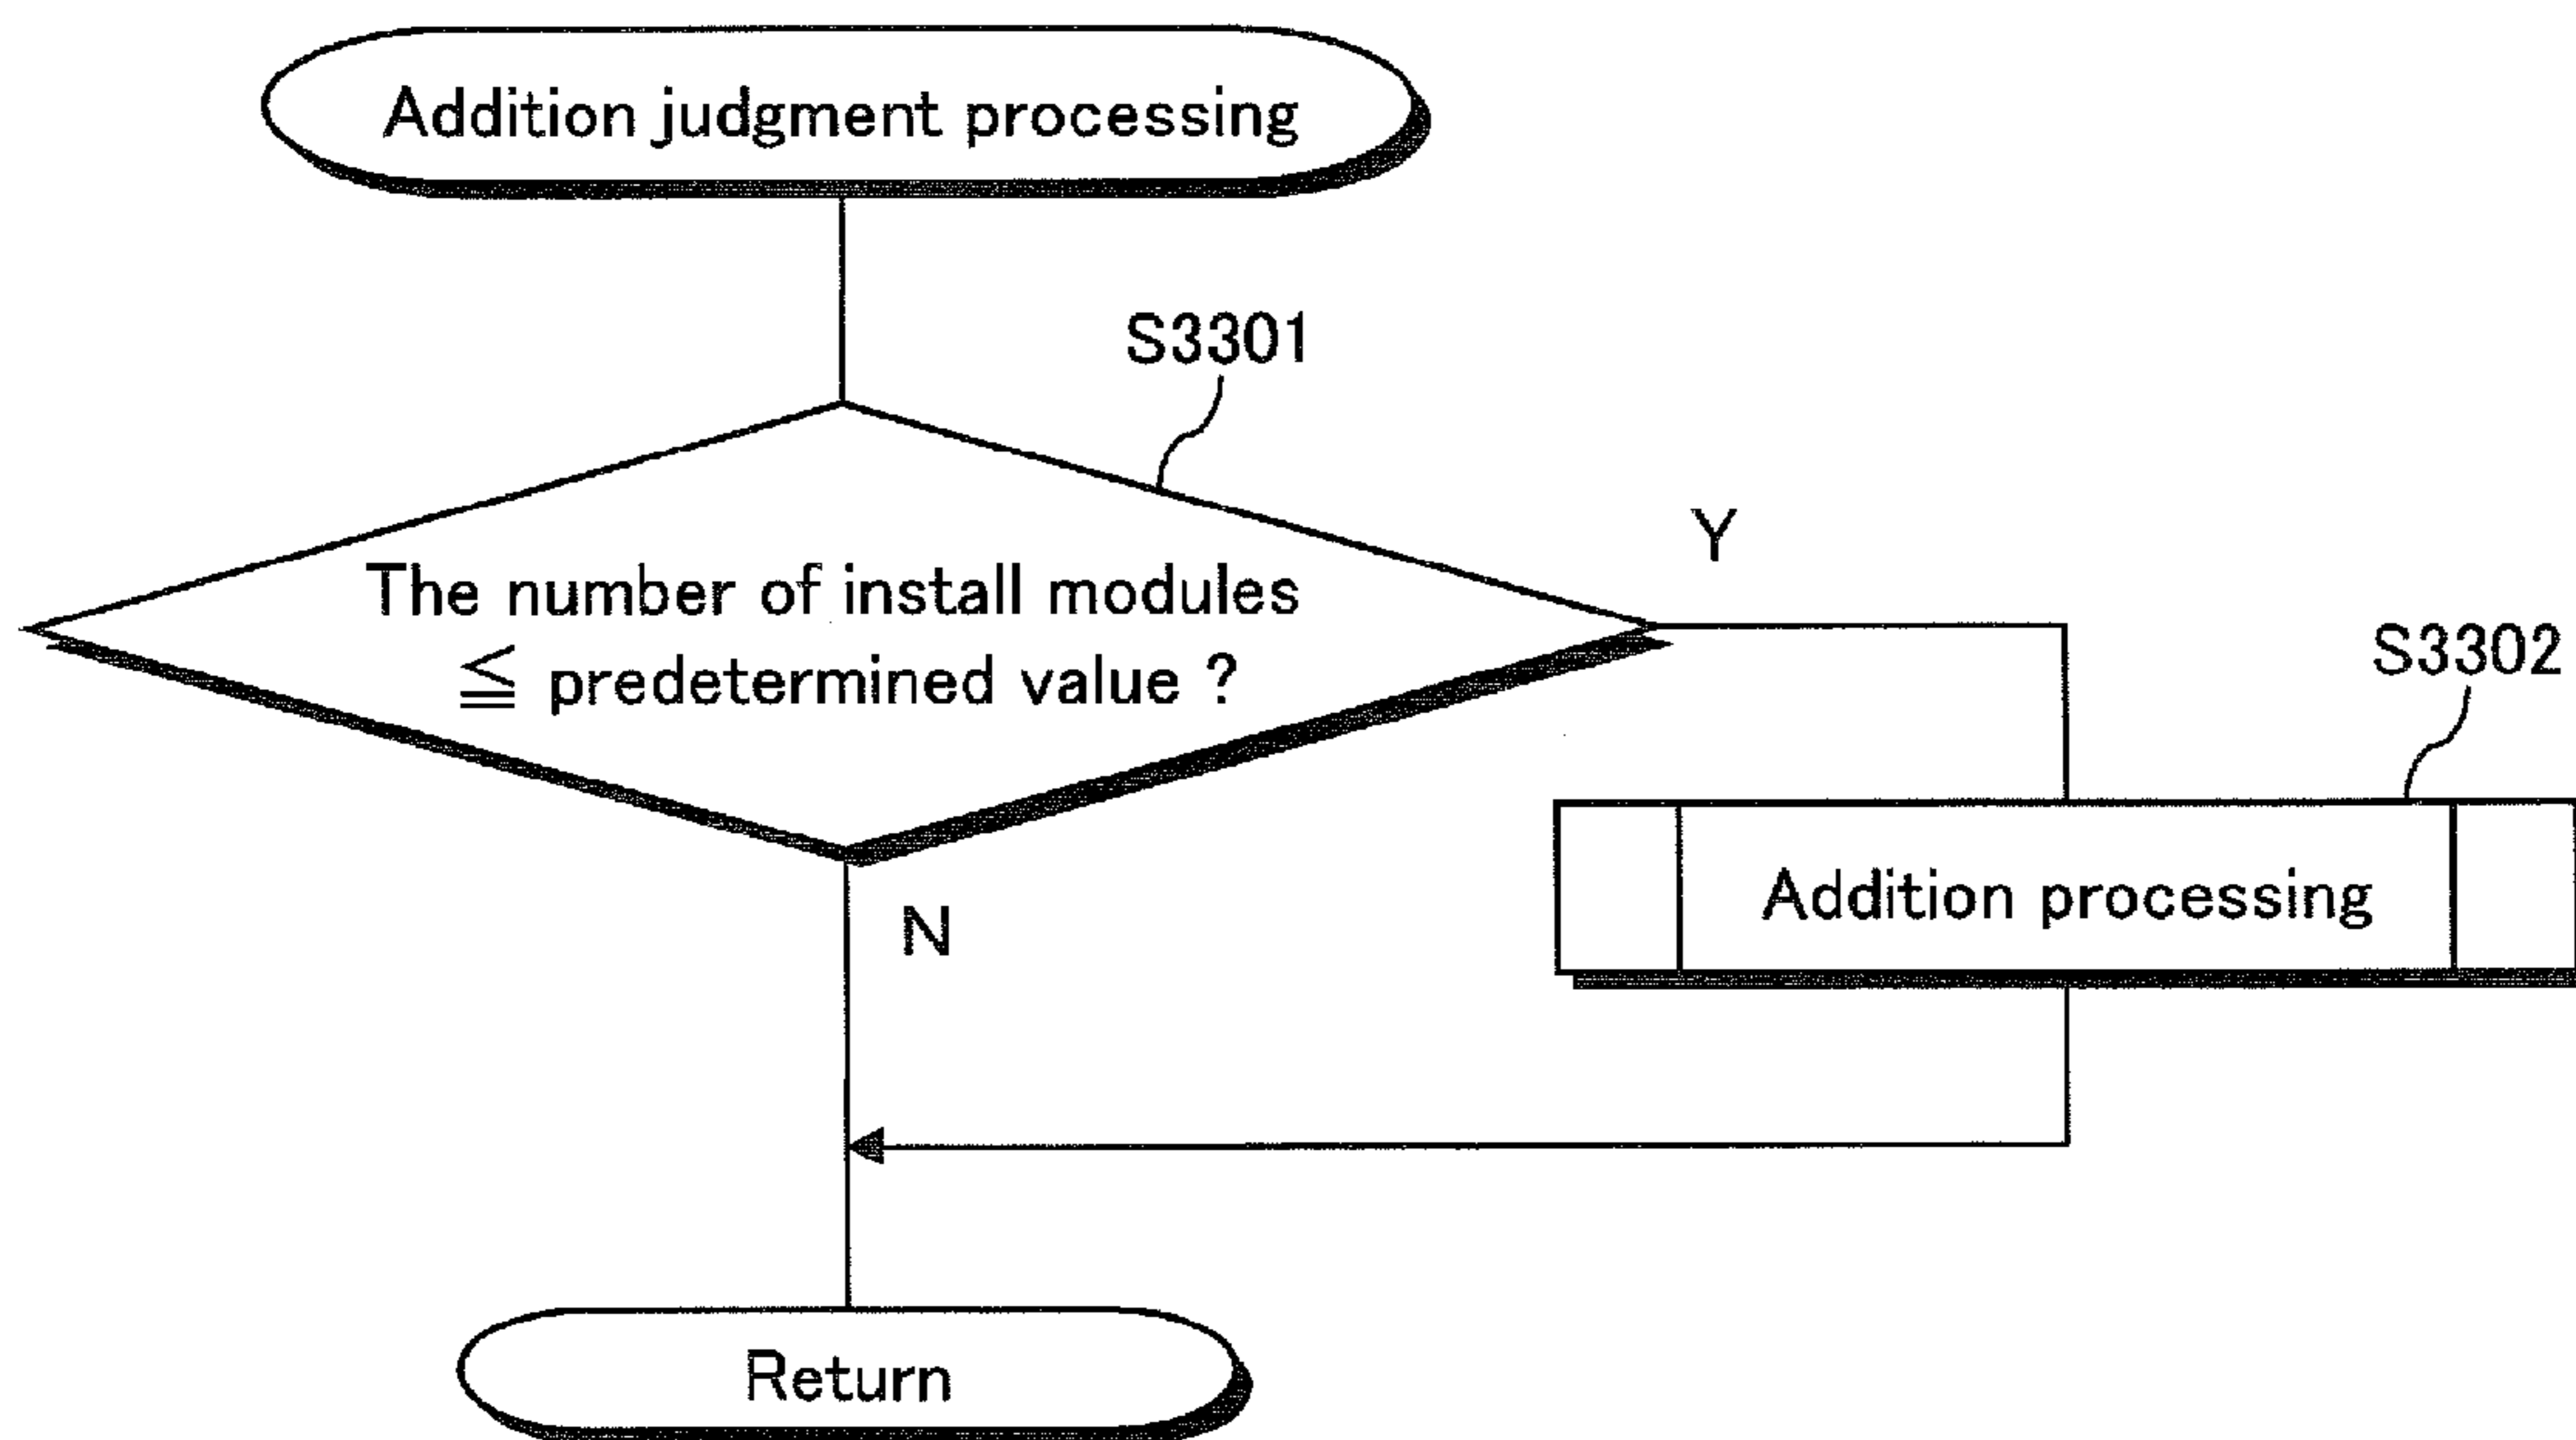 Addition judgment processing
S3301
The number of install modules
≦ predetermined value ?
Y
S3302
Addition processing
N
Return